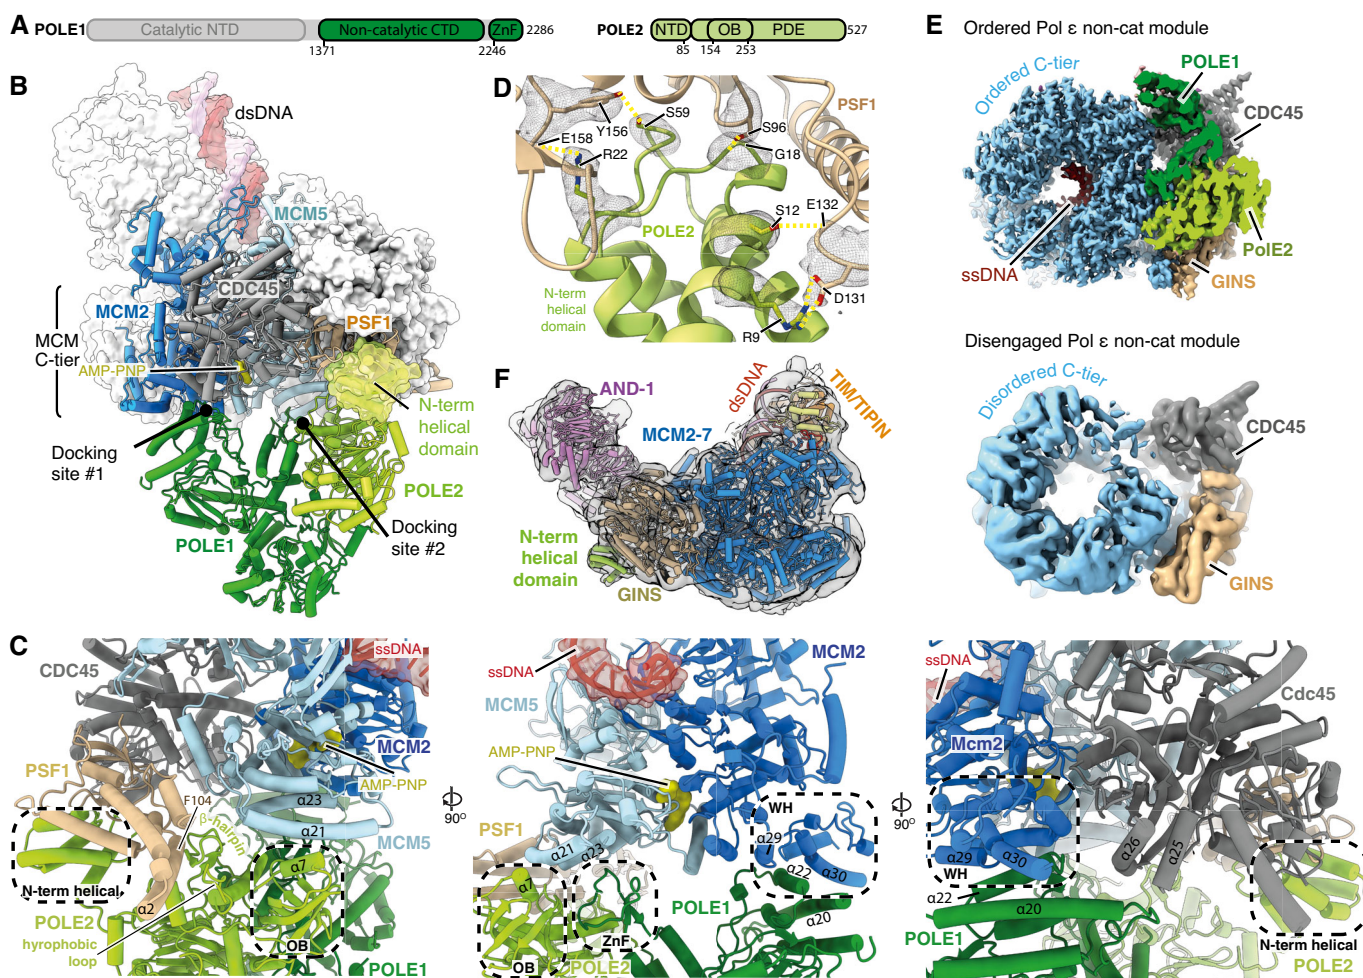 A
POLE1
Catalytic NTD
Non-catalytic CTD
ZnF
2286
1371
2246
POLE2
NTD
OB
PDE
527
85
154
253
B
dsDNA
MCM5
CDC45
MCM2
PSF1
MCM
C-tier
AMP-PNP
N-term
helical
domain
Docking
site #1
POLE2
Docking
site #2
POLE1
D
PSF1
Y156
S59
S96
E158
R22
G18
S12
E132
POLE2
N-term
helical
domain
D131
R9
E
Ordered Pol ε non-cat module
Ordered C-tier
POLE1
CDC45
ssDNA
PolE2
GINS
Disengaged Pol ε non-cat module
Disordered C-tier
CDC45
GINS
F
AND-1
dsDNA
TIM/TIPIN
MCM2-7
N-term
helical
domain
GINS
C
CDC45
ssDNA
MCM2
PSF1
AMP-PNP
F104
β-hairpin
α23
α21
MCM5
α7
N-term helical
α2
POLE2
hyrophobic
loop
OB
POLE1
90°
ssDNA
MCM2
MCM5
AMP-PNP
PSF1
WH
α21
α23
α29
α22
α30
α7
POLE1
α20
ZnF
OB
POLE2
90°
ssDNA
Cdc45
Mcm2
α29
α30
WH
α26
α25
α22
α20
POLE1
N-term helical
POLE2